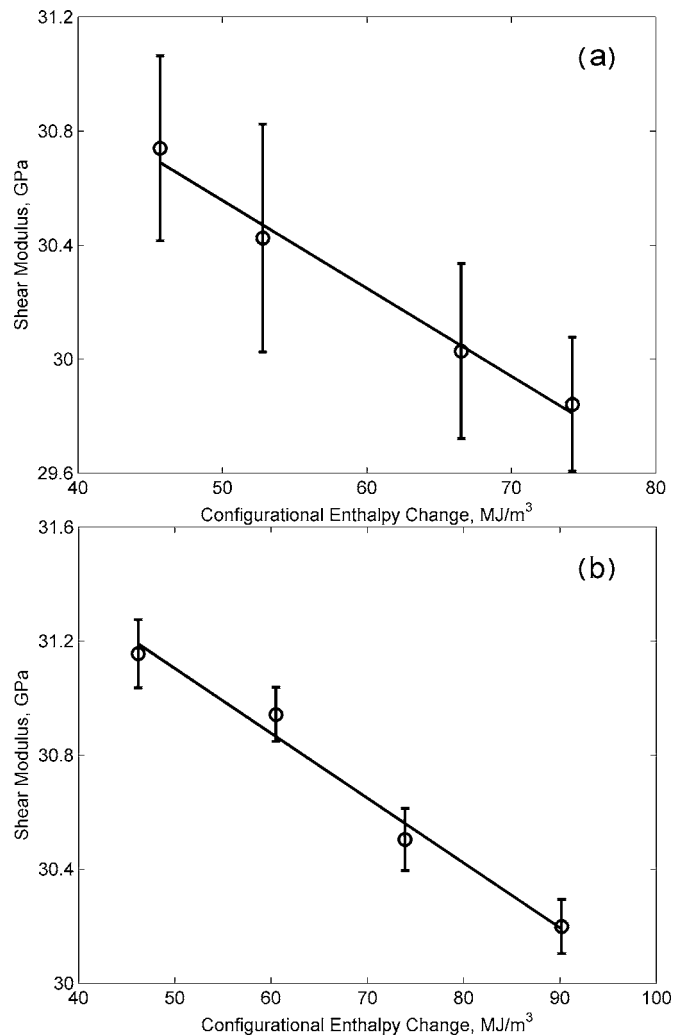 31.2
(a)
30.8
30.4
30
29.6
Shear Modulus, GPa
40 50 60 70 80
Configurational Enthalpy Change, MJ/m³
31.6
(b)
31.2
30.8
30.4
30
Shear Modulus, GPa
40 50 60 70 80 90 100
Configurational Enthalpy Change, MJ/m³